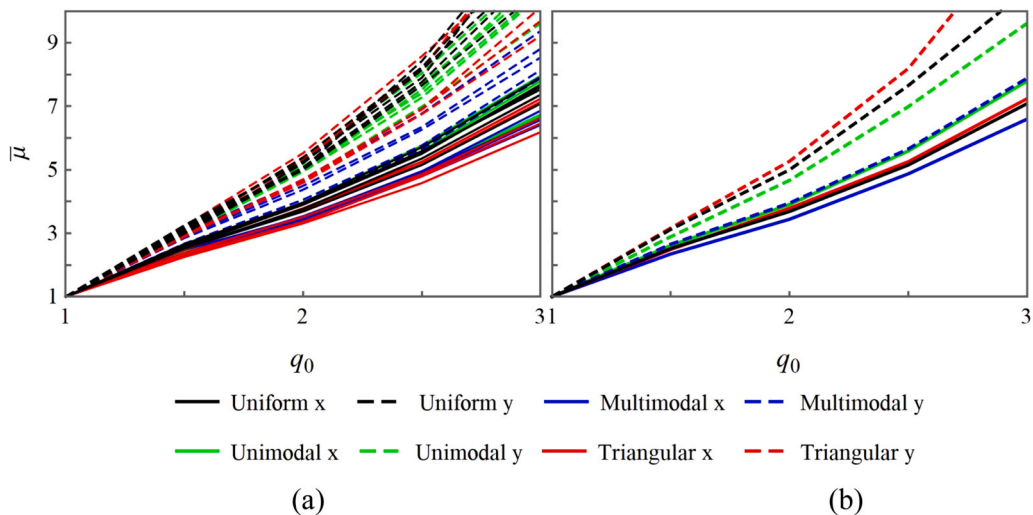 9
7
5
3
1
μ̅
1 2 31 2 3
q₀ q₀
Uniform x Uniform y Multimodal x Multimodal y
Unimodal x Unimodal y Triangular x Triangular y
(a) (b)